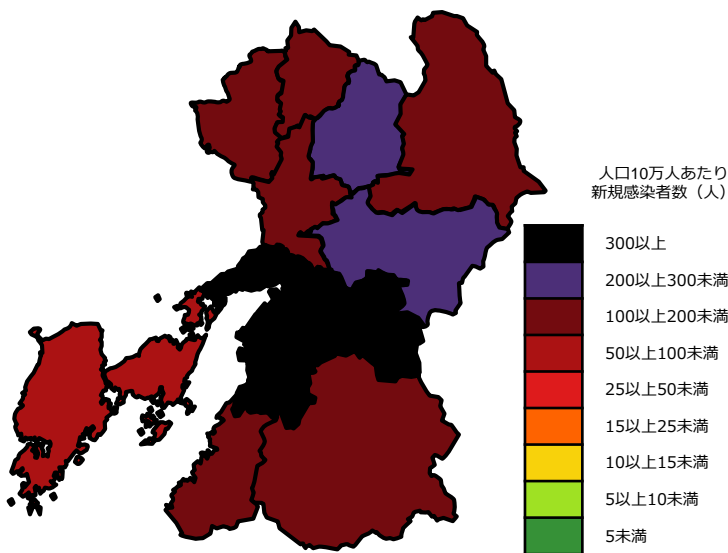 人口10万人あたり
新規感染者数（人）
300以上
200以上300未満
100以上200未満
50以上100未満
25以上50未満
15以上25未満
10以上15未満
5以上10未満
5未満